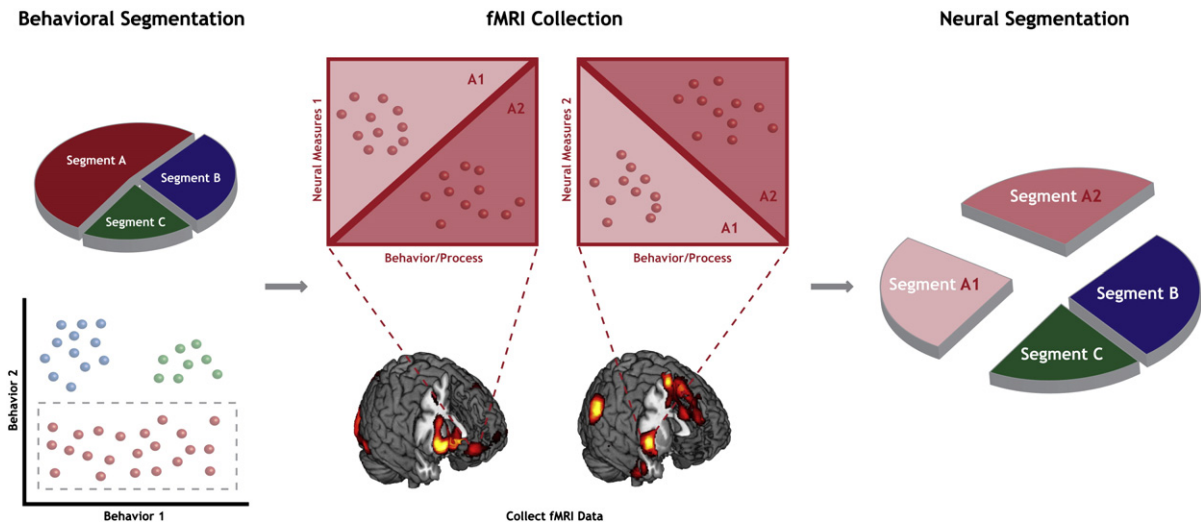 Behavioral Segmentation
fMRI Collection
Neural Segmentation
Segment A
Segment B
Segment C
Behavior 2
Behavior 1
Neural Measures 1
A1
A2
Behavior/Process
Neural Measures 2
A2
A1
Behavior/Process
Collect fMRI Data
Segment A2
Segment A1
Segment B
Segment C